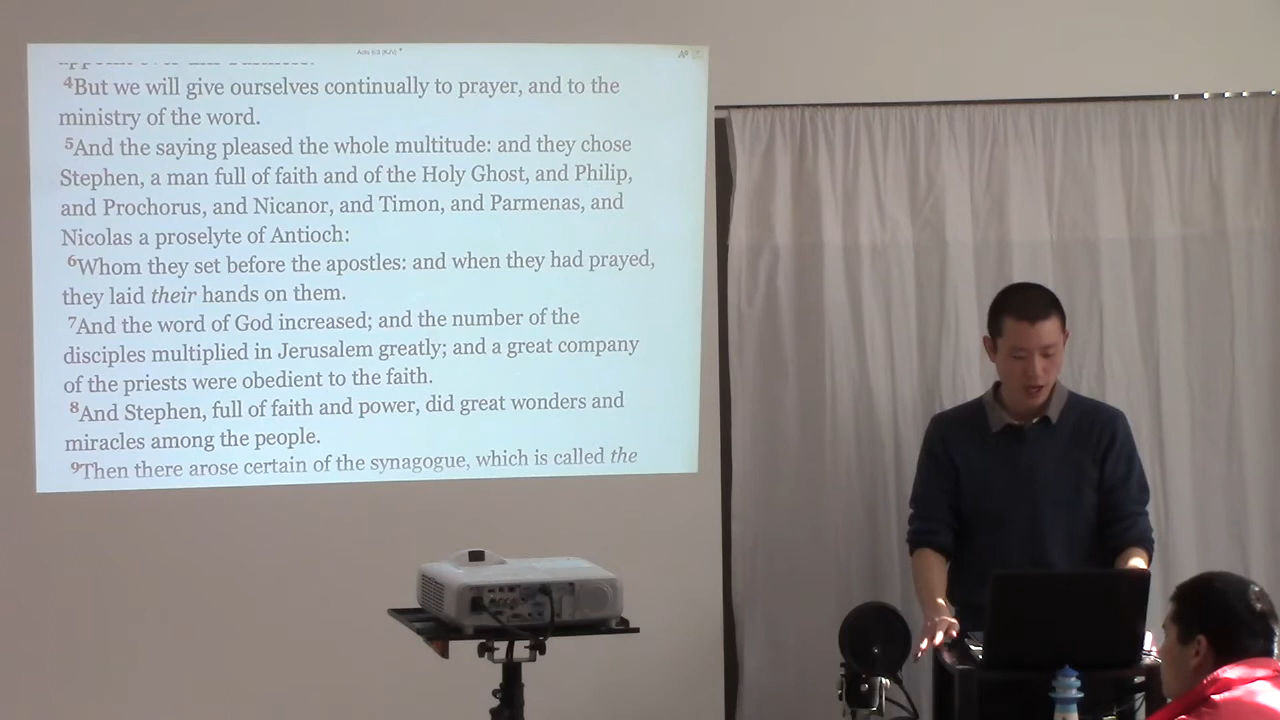 Acts 6:3 (KJV)
4But we will give ourselves continually to prayer, and to the
ministry of the word.
5And the saying pleased the whole multitude: and they chose
Stephen, a man full of faith and of the Holy Ghost, and Philip,
and Prochorus, and Nicanor, and Timon, and Parmenas, and
Nicolas a proselyte of Antioch:
6Whom they set before the apostles: and when they had prayed,
they laid their hands on them.
7And the word of God increased; and the number of the
disciples multiplied in Jerusalem greatly; and a great company
of the priests were obedient to the faith.
8And Stephen, full of faith and power, did great wonders and
miracles among the people.
9Then there arose certain of the synagogue, which is called the